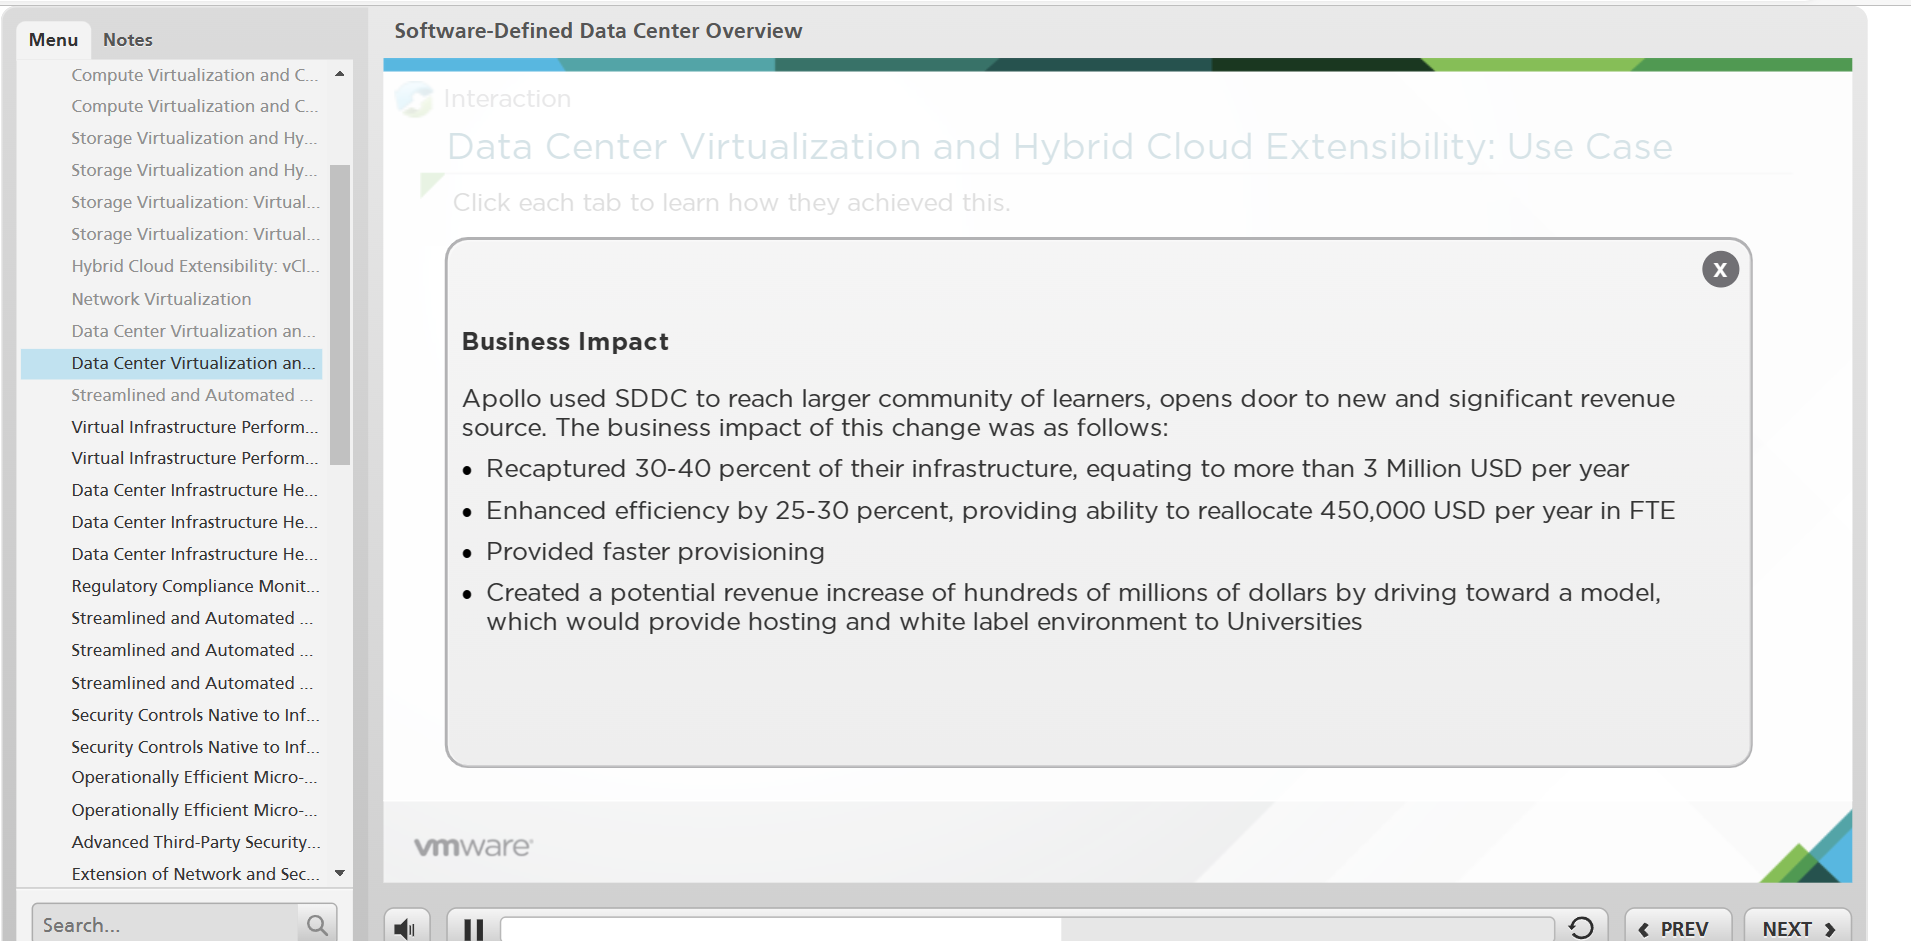 Menu
Notes
Compute Virtualization and C...
Compute Virtualization and C...
Storage Virtualization and Hy...
Storage Virtualization and Hy...
Storage Virtualization: Virtual...
Storage Virtualization: Virtual...
Hybrid Cloud Extensibility: vCl...
Network Virtualization
Data Center Virtualization an...
Data Center Virtualization an...
Streamlined and Automated ...
Virtual Infrastructure Perform...
Virtual Infrastructure Perform...
Data Center Infrastructure He...
Data Center Infrastructure He...
Data Center Infrastructure He...
Regulatory Compliance Monit...
Streamlined and Automated ...
Streamlined and Automated ...
Streamlined and Automated ...
Security Controls Native to Inf...
Security Controls Native to Inf...
Operationally Efficient Micro-...
Operationally Efficient Micro-...
Advanced Third-Party Security...
Extension of Network and Sec...
Search...
Software-Defined Data Center Overview
Interaction
Data Center Virtualization and Hybrid Cloud Extensibility: Use Case
Click each tab to learn how they achieved this.
X
Business Impact
Apollo used SDDC to reach larger community of learners, opens door to new and significant revenue
source. The business impact of this change was as follows:
• Recaptured 30-40 percent of their infrastructure, equating to more than 3 Million USD per year
• Enhanced efficiency by 25-30 percent, providing ability to reallocate 450,000 USD per year in FTE
• Provided faster provisioning
• Created a potential revenue increase of hundreds of millions of dollars by driving toward a model,
which would provide hosting and white label environment to Universities
vmware
PREV
NEXT